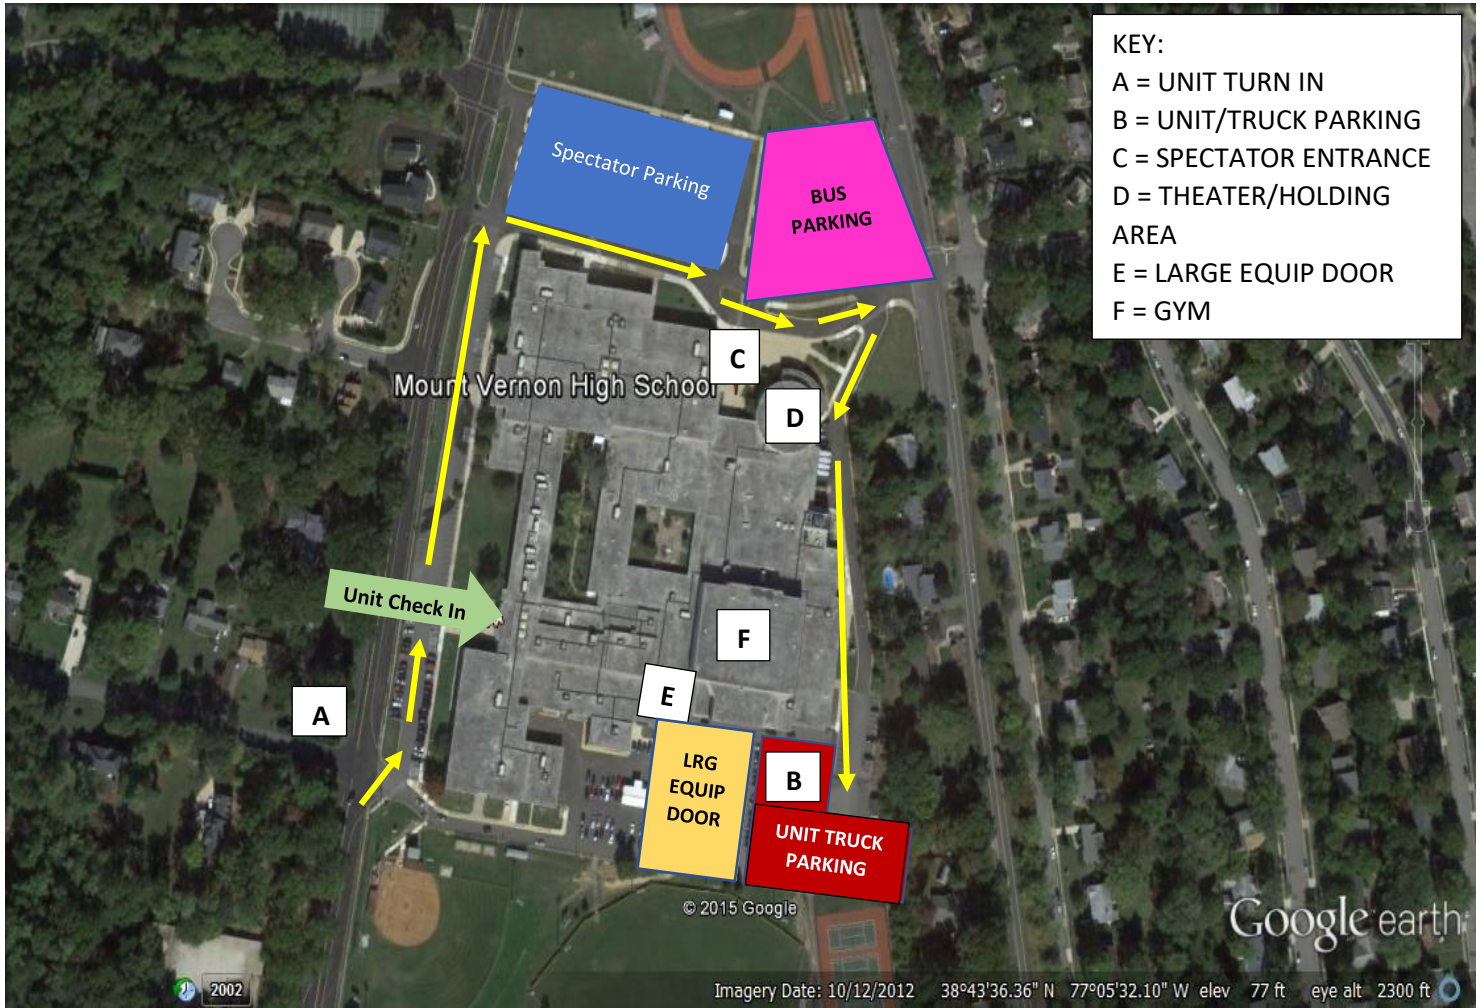 KEY:
A = UNIT TURN IN
B = UNIT/TRUCK PARKING
C = SPECTATOR ENTRANCE
D = THEATER/HOLDING
AREA
E = LARGE EQUIP DOOR
F = GYM
Spectator Parking
BUS
PARKING
C
Mount Vernon High School
D
Unit Check In
F
E
A
LRG
EQUIP
DOOR
B
UNIT TRUCK
PARKING
© 2015 Google
Google earth
2002
Imagery Date: 10/12/2012 38°43'36.36" N 77°05'32.10" W elev 77 ft eye alt 2300 ft